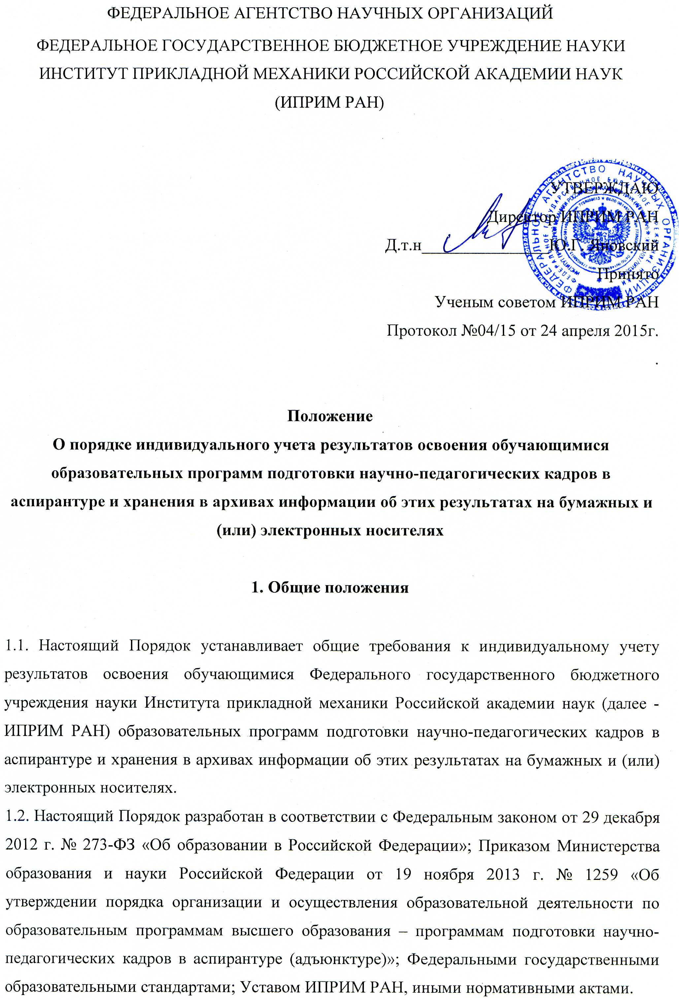 ФЕДЕРАЛЬНОЕ АГЕНТСТВО НАУЧНЫХ ОРГАНИЗАЦИЙ
ФЕДЕРАЛЬНОЕ ГОСУДАРСТВЕННОЕ БЮДЖЕТНОЕ УЧРЕЖДЕНИЕ НАУКИ
ИНСТИТУТ ПРИКЛАДНОЙ МЕХАНИКИ РОССИЙСКОЙ АКАДЕМИИ НАУК
(ИПРИМ РАН)
УТВЕРЖДАЮ
Директор ИПРИМ РАН
Д.т.н_______________Ю.Г. Яновский
Принято
Ученым советом ИПРИМ РАН
Протокол №04/15 от 24 апреля 2015г.
.
ФЕДЕРАЛЬНОЕ АГЕНТСТВО НАУЧНЫХ ОРГАНИЗАЦИЙ
Положение
О порядке индивидуального учета результатов освоения обучающимися
образовательных программ подготовки научно-педагогических кадров в
аспирантуре и хранения в архивах информации об этих результатах на бумажных и
(или) электронных носителях
1. Общие положения
1.1. Настоящий Порядок устанавливает общие требования к индивидуальному учету
результатов освоения обучающимися Федерального государственного бюджетного
учреждения науки Института прикладной механики Российской академии наук (далее -
ИПРИМ РАН) образовательных программ подготовки научно-педагогических кадров в
аспирантуре и хранения в архивах информации об этих результатах на бумажных и (или)
электронных носителях.
1.2. Настоящий Порядок разработан в соответствии с Федеральным законом от 29 декабря
2012 г. № 273-ФЗ «Об образовании в Российской Федерации»; Приказом Министерства
образования и науки Российской Федерации от 19 ноября 2013 г. № 1259 «Об
утверждении порядка организации и осуществления образовательной деятельности по
образовательным программам высшего образования – программам подготовки научно-
педагогических кадров в аспирантуре (адъюнктуре)»; Федеральными государственными
образовательными стандартами; Уставом ИПРИМ РАН, иными нормативными актами.